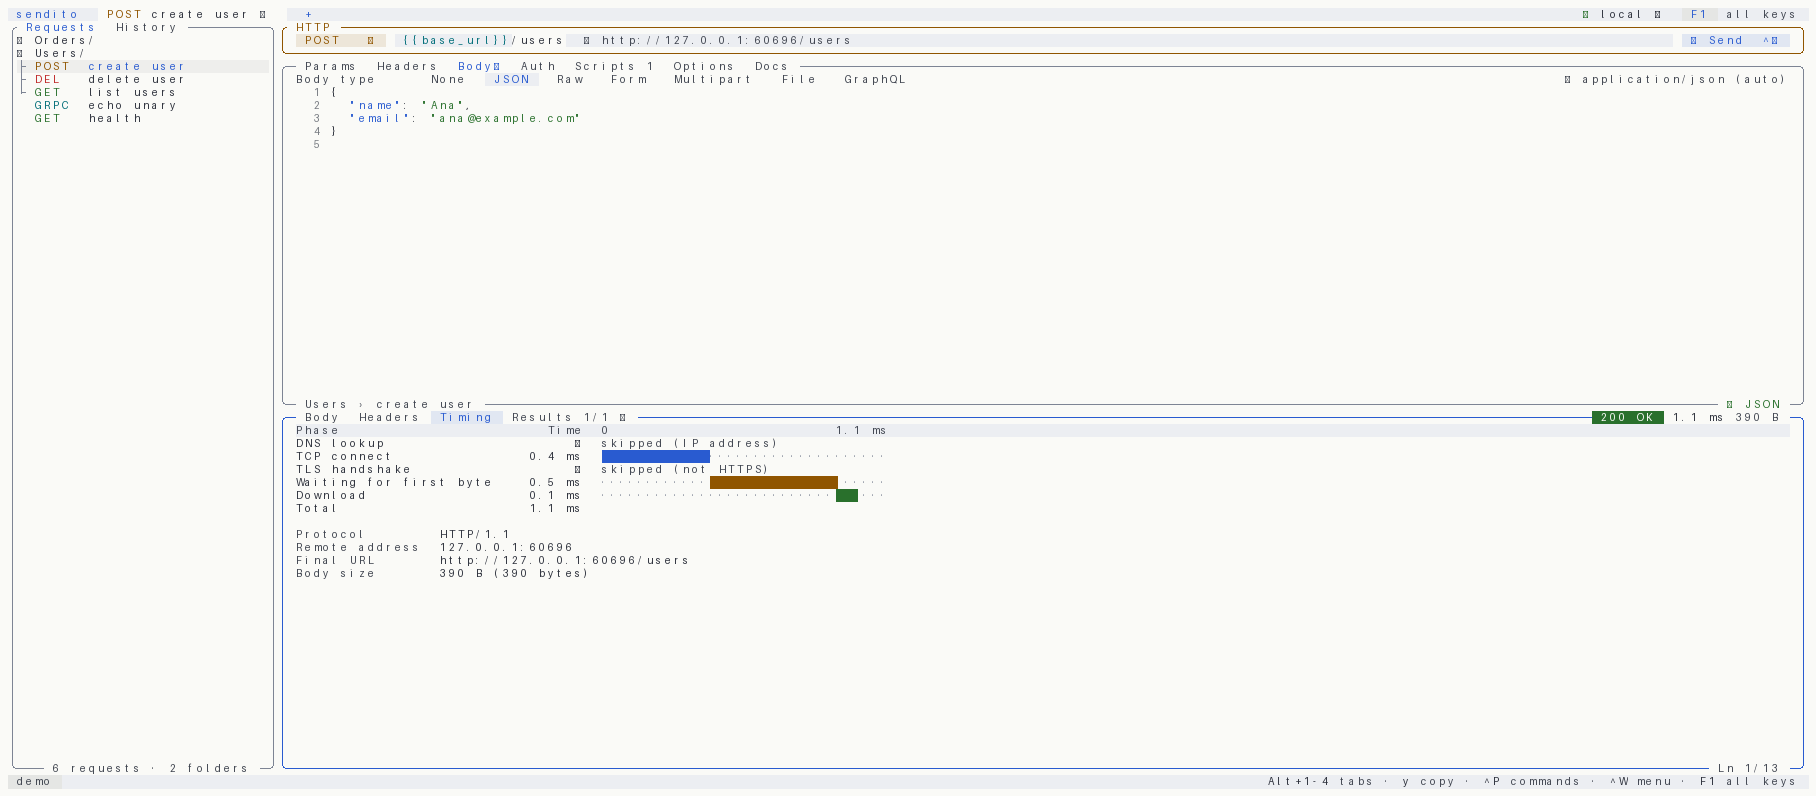 sendito POST create user + local F1 all keys
Requests History
HTTP
Orders/
POST {{base_url}}/users http://127.0.0.1:60696/users Send ^
Users/
POST create user
DEL delete user
GET list users
GRPC echo unary
GET health
Params Headers Body Auth Scripts 1 Options Docs
Body type None JSON Raw Form Multipart File GraphQL application/json (auto)
1 {
2 "name": "Ana",
3 "email": "ana@example.com"
4 }
5
Users › create user JSON
Body Headers Timing Results 1/1 200 OK 1.1 ms 390 B
Phase Time 0 1.1 ms
DNS lookup skipped (IP address)
TCP connect 0.4 ms
TLS handshake skipped (not HTTPS)
Waiting for first byte 0.5 ms
Download 0.1 ms
Total 1.1 ms
Protocol HTTP/1.1
Remote address 127.0.0.1:60696
Final URL http://127.0.0.1:60696/users
Body size 390 B (390 bytes)
6 requests · 2 folders
Ln 1/13
demo Alt+1-4 tabs · y copy · ^P commands · ^W menu · F1 all keys